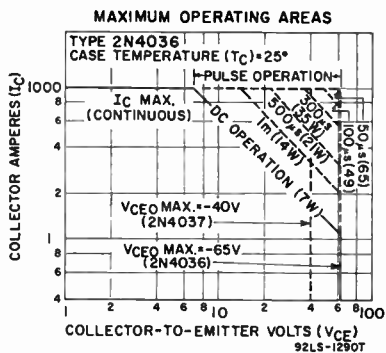 MAXIMUM OPERATING AREAS
TYPE 2N4036
CASE TEMPERATURE (TC)=25°
PULSE OPERATION
1000
8
6
4
2
1
8
6
4
IC MAX.
(CONTINUOUS)
DC OPERATION (7W)
1m (14W)
500μs (21W)
300μs
(35W)
100μs (49)
50μs (65)
VCEO MAX.=-40V
(2N4037)
VCEO MAX.=-65V
(2N4036)
COLLECTOR AMPERES (IC)
1 2 4 6 8 10 2 4 6 8 100
COLLECTOR-TO-EMITTER VOLTS (VCE)
92LS-1290T